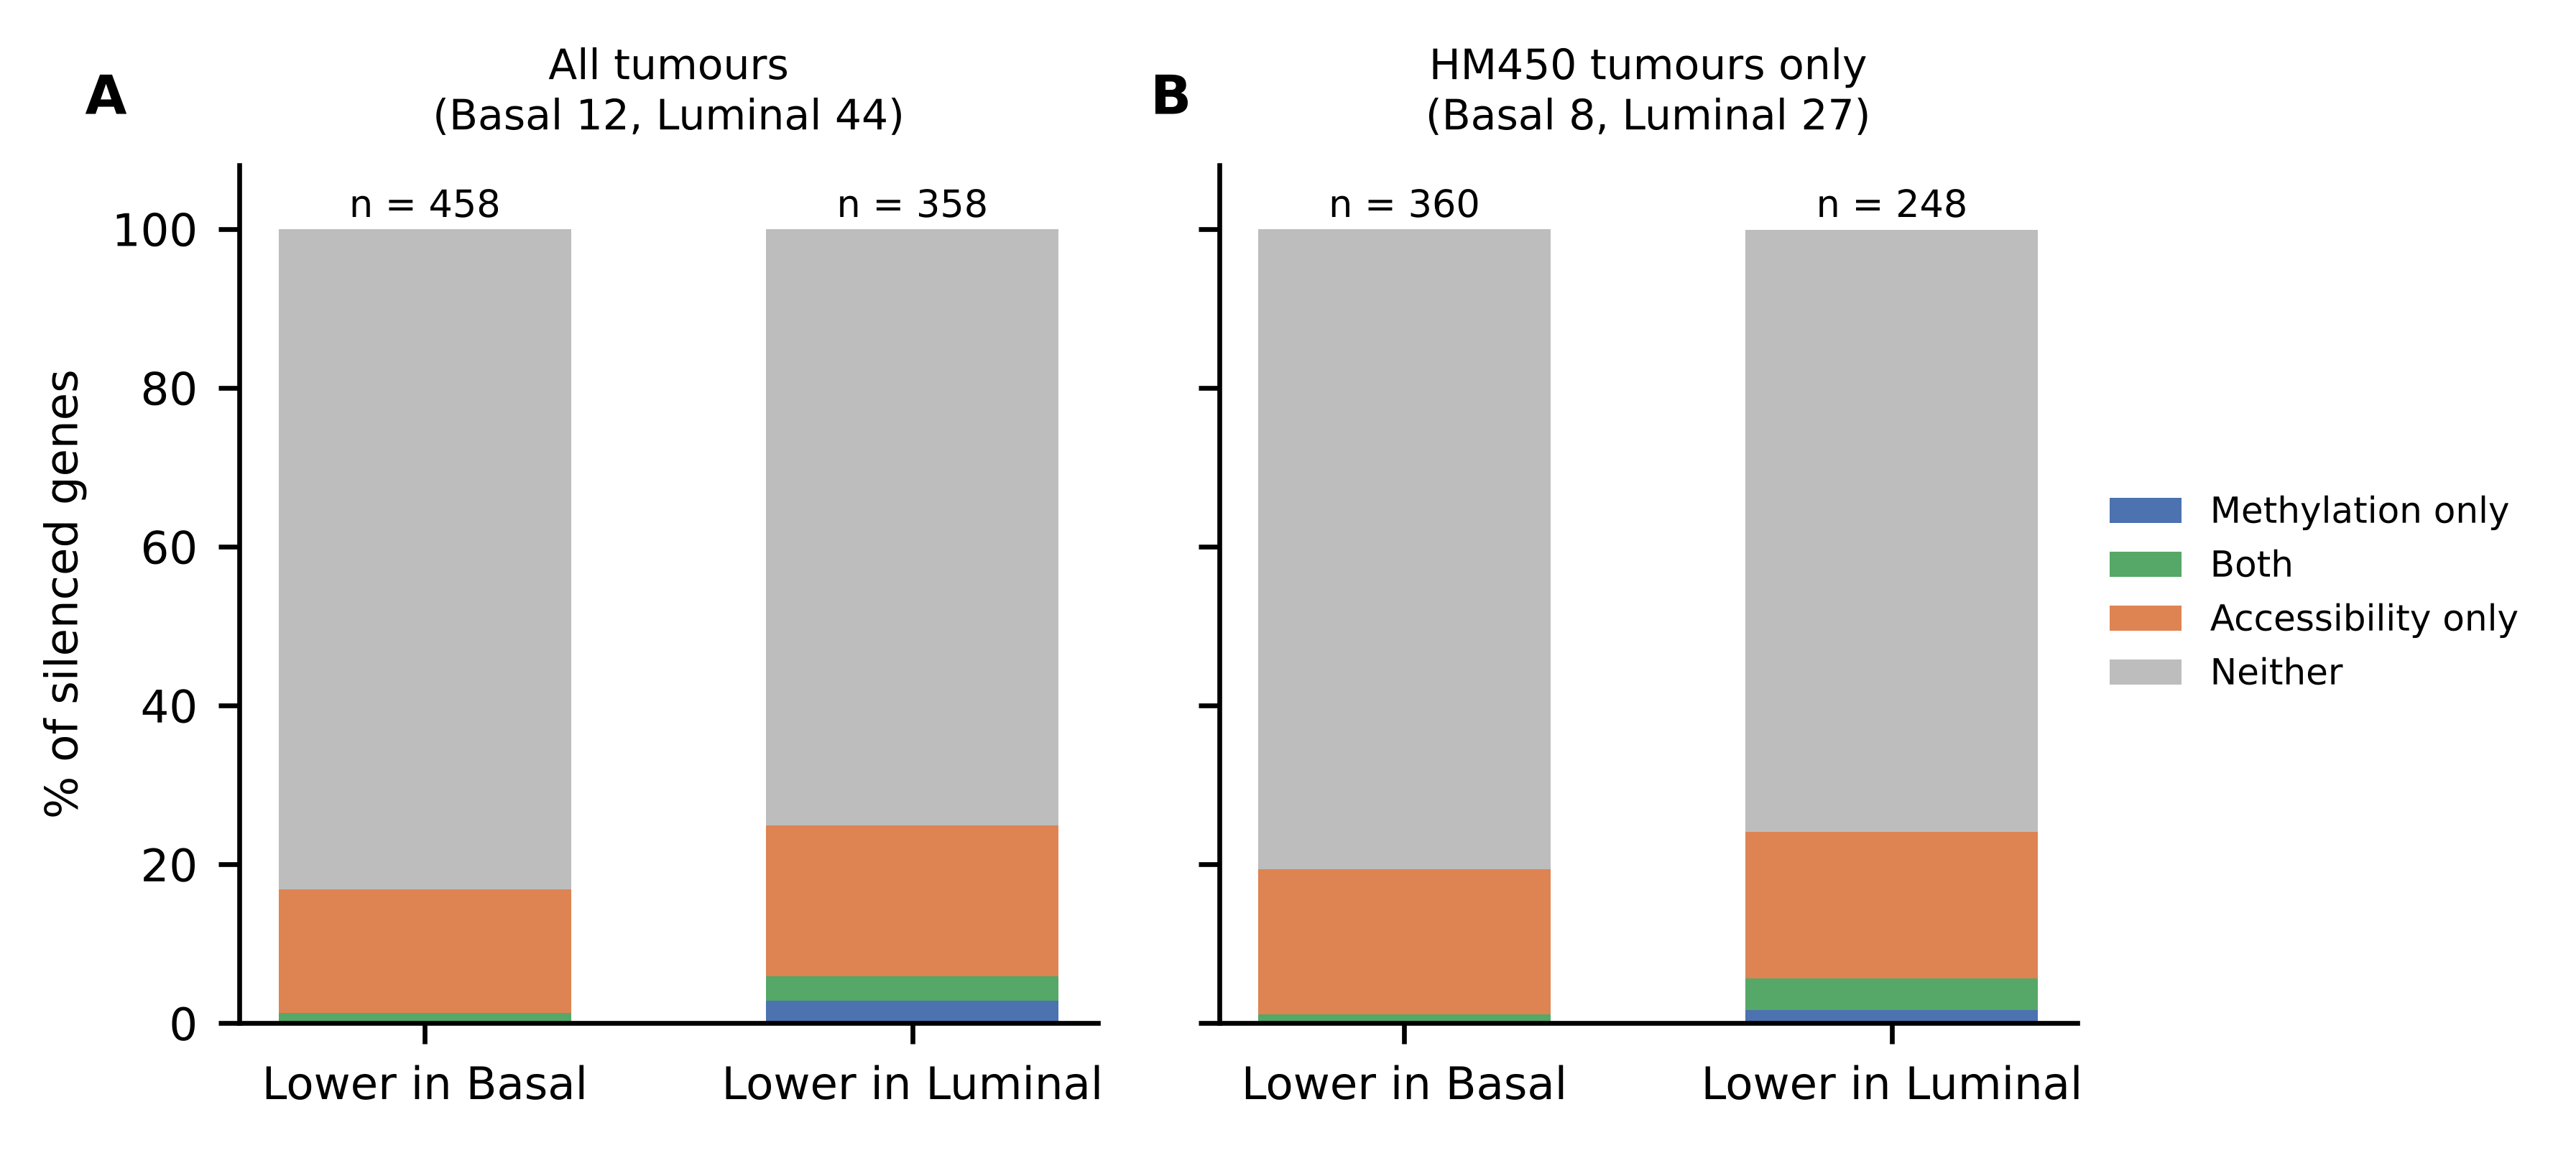 A
All tumours
(Basal 12, Luminal 44)
n = 458
n = 358
% of silenced genes
100
80
60
40
20
0
Lower in Basal
Lower in Luminal
B
HM450 tumours only
(Basal 8, Luminal 27)
n = 360
n = 248
Lower in Basal
Lower in Luminal
Methylation only
Both
Accessibility only
Neither